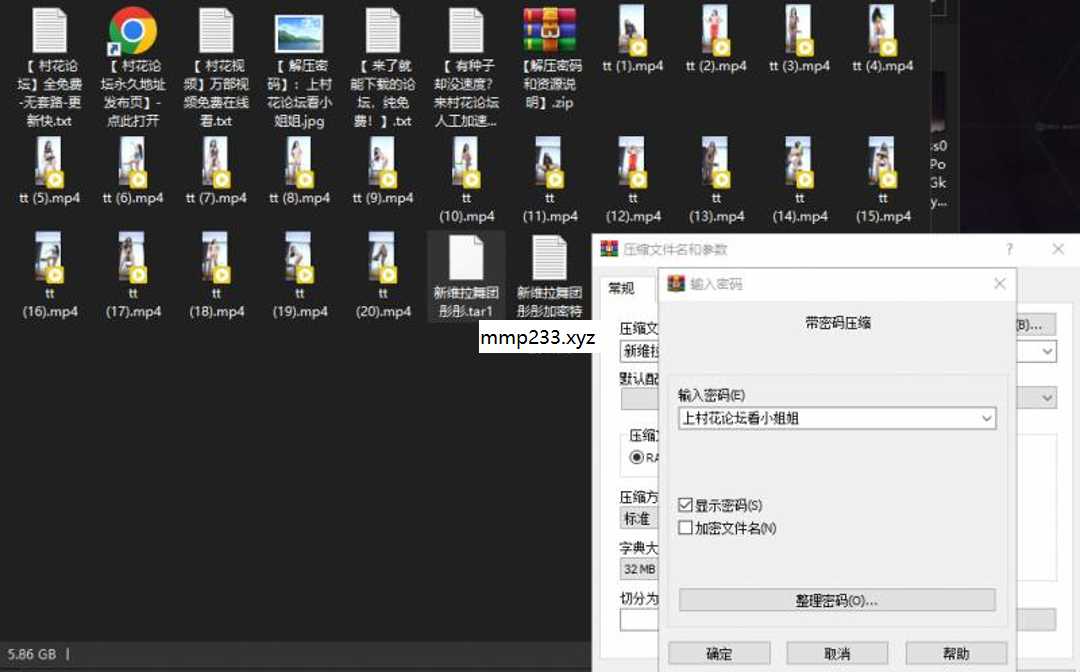 【 村花论
坛】全免费
-无套路-更
新快.txt
【 村花论
坛永久地址
发布页】-
点此打开
【 村花视
频】万部视
频免费在线
看.txt
【 解压密
码】：上村
花论坛看小
姐姐.jpg
【 来了就
能下载的论
坛，纯免
费！】.txt
【 有种子
却没速度?
来村花论坛
人工加速...
【解压密码
和资源说
明】.zip
tt (1).mp4
tt (2).mp4
tt (3).mp4
tt (4).mp4
tt (5).mp4
tt (6).mp4
tt (7).mp4
tt (8).mp4
tt (9).mp4
tt
(10).mp4
tt
(11).mp4
tt
(12).mp4
tt
(13).mp4
tt
(14).mp4
tt
(15).mp4
tt
(16).mp4
tt
(17).mp4
tt
(18).mp4
tt
(19).mp4
tt
(20).mp4
新维拉舞团
彤彤.tar1
新维拉舞团
彤彤加密特
mmp233.xyz
5.86 GB
压缩文件名和参数
?
常规
压缩文
(B)...
新维拉
默认配
压缩
RA
压缩方
标准
字典大
32 MB
切分为
输入密码
带密码压缩
输入密码(E)
上村花论坛看小姐姐
显示密码(S)
加密文件名(N)
整理密码(O)...
确定
取消
帮助